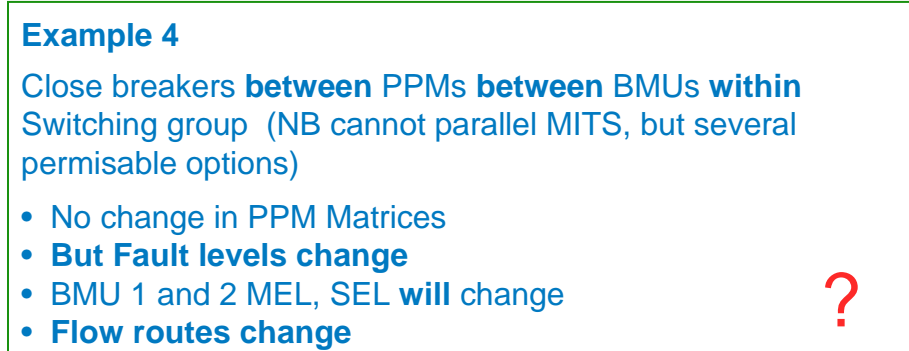 Example 4
Close breakers between PPMs between BMUs within
Switching group (NB cannot parallel MITS, but several
permisable options)
• No change in PPM Matrices
• But Fault levels change
• BMU 1 and 2 MEL, SEL will change
• Flow routes change
?